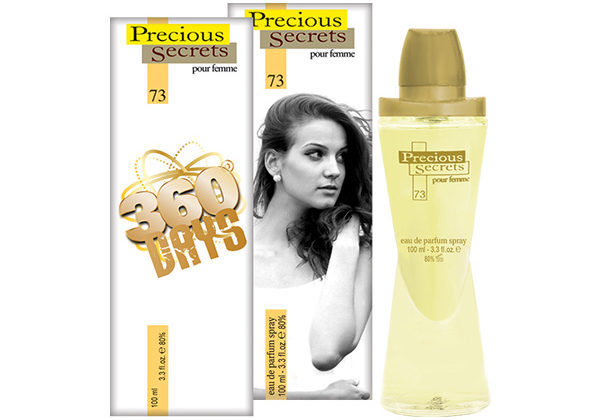 Precious
Secrets
pour femme
73
360°
DAYS
100 ml
3.3 fl.oz. ℮ 80%
Precious
Secrets
pour femme
73
eau de parfum spray
100 ml - 3.3 fl.oz. ℮ 80%
Precious
Secrets
pour femme
73
eau de parfum spray
100 ml - 3.3 fl.oz. ℮
80%